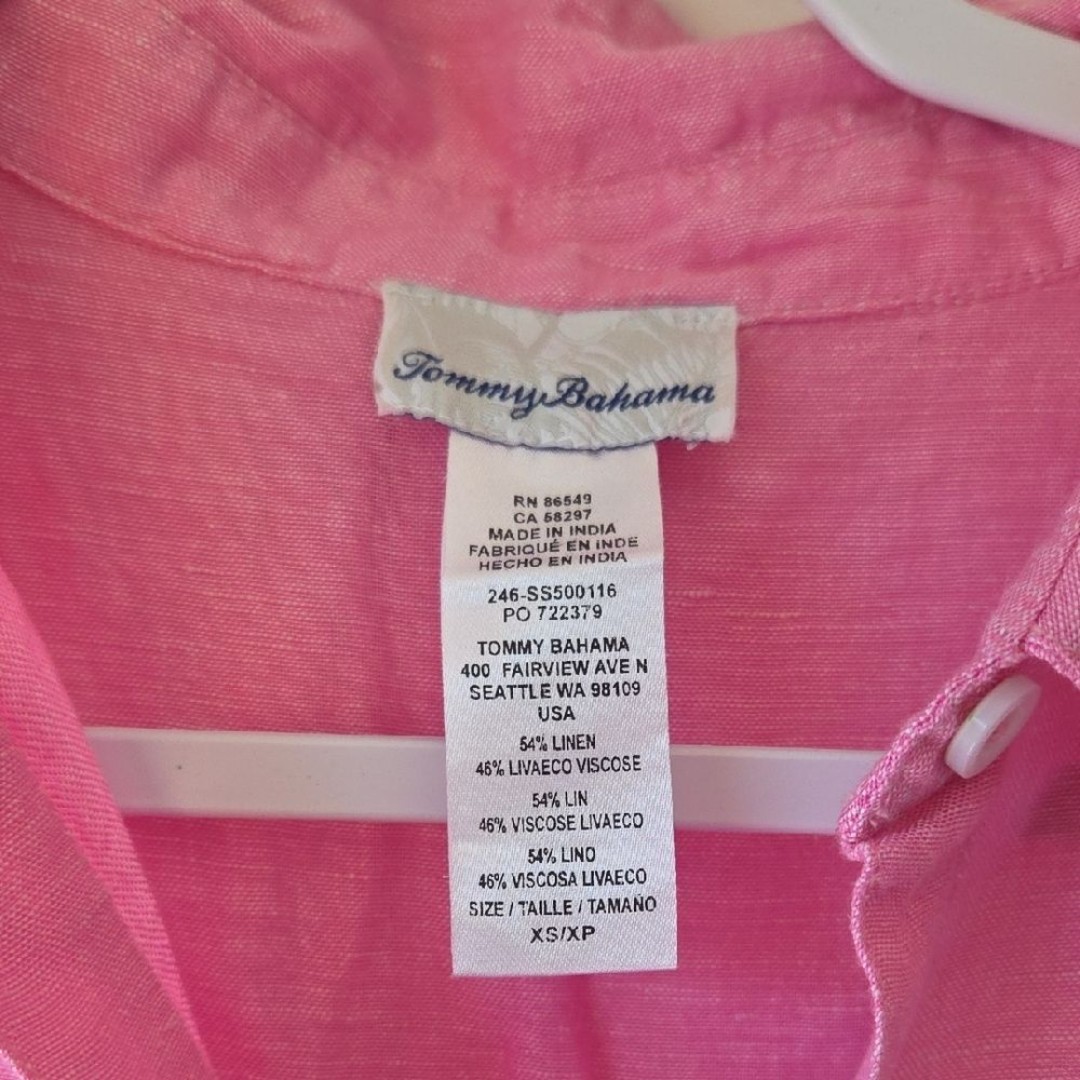 Tommy Bahama
RN 86549
CA 58297
MADE IN INDIA
FABRIQUÉ EN INDE
HECHO EN INDIA
246-SS500116
PO 722379
TOMMY BAHAMA
400 FAIRVIEW AVE N
SEATTLE WA 98109
USA
54% LINEN
46% LIVAECO VISCOSE
54% LIN
46% VISCOSE LIVAECO
54% LINO
46% VISCOSA LIVAECO
SIZE / TAILLE / TAMAÑO
XS/XP